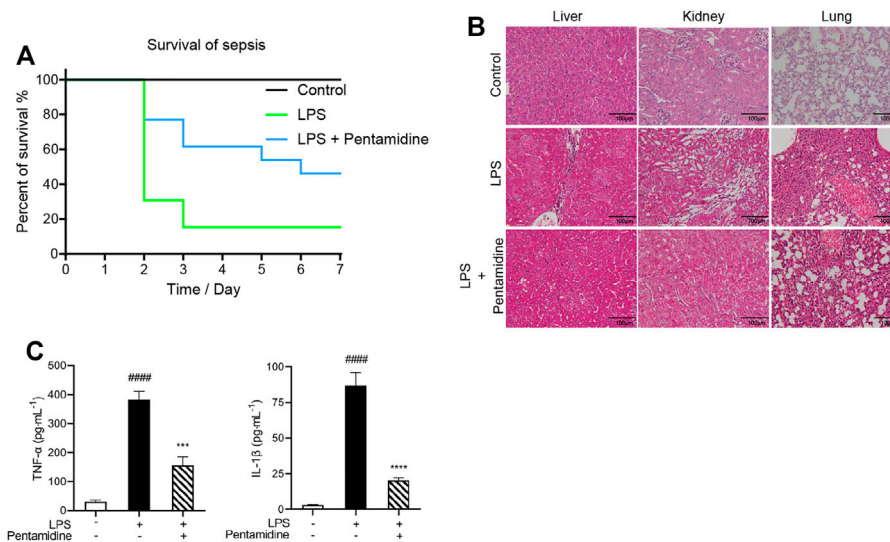 A
Survival of sepsis
Percent of survival %
100
80
60
40
20
0
0 1 2 3 4 5 6 7
Time / Day
Control
LPS
LPS + Pentamidine
B
Liver Kidney Lung
Control
100μm 100μm 100
LPS
100μm 100μm 100
LPS
+
Pentamidine
100μm 100μm 100
C
TNF-α (pg·mL⁻¹)
500
400
300
200
100
0
####
***
LPS - + +
Pentamidine - - +
IL-1β (pg·mL⁻¹)
100
75
50
25
0
####
****
LPS - + +
Pentamidine - - +